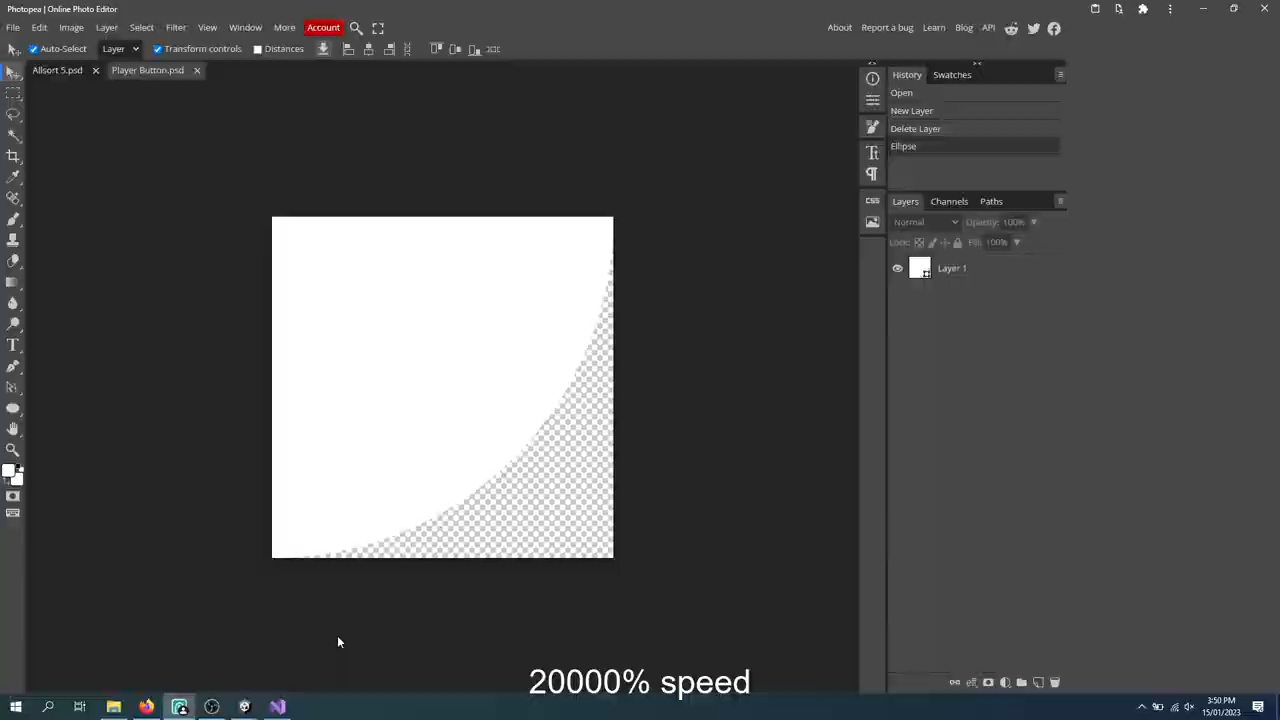 Photopea | Online Photo Editor
File Edit Image Layer Select Filter View Window More Account About Report a bug Learn Blog API
Auto-Select Layer Transform controls Distances
Allsort 5.psd Player Button.psd
History Swatches
Open
New Layer
Delete Layer
Ellipse
CSS
Layers Channels Paths
Normal Opacity: 100%
Lock: Fill: 100%
Layer 1
20000% speed
3:50 PM
15/01/2023